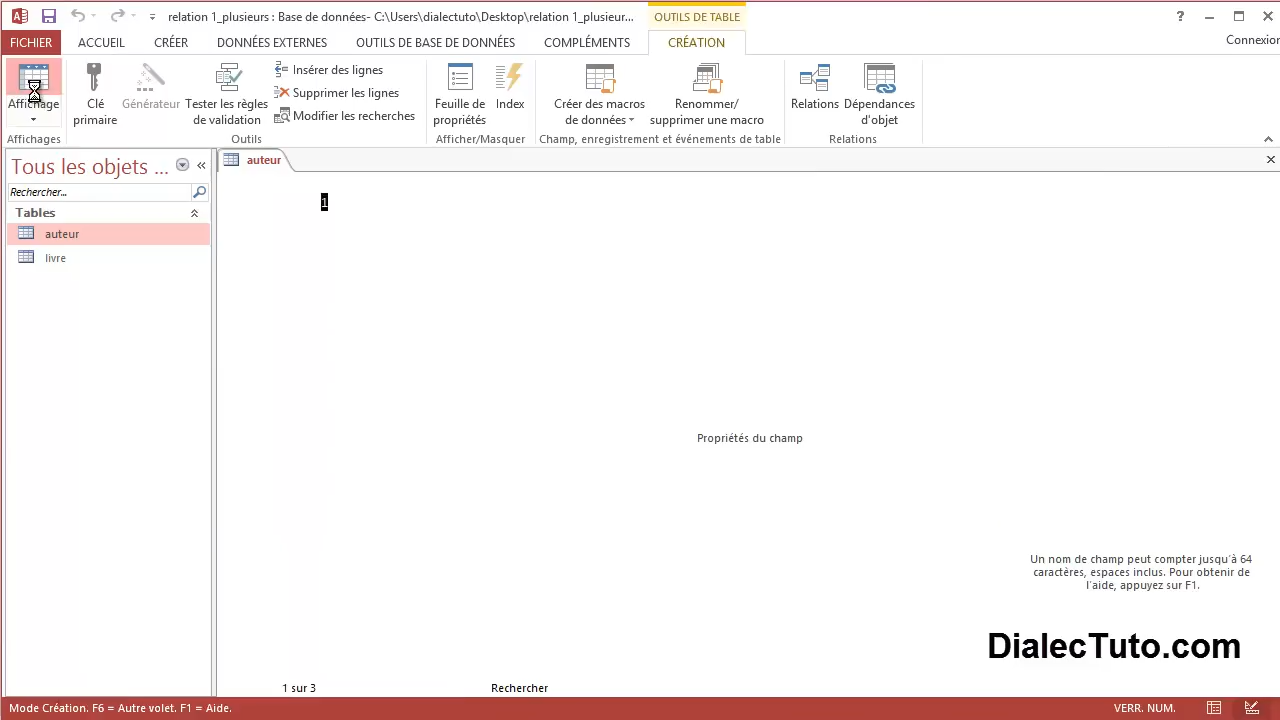 relation 1_plusieurs : Base de données- C:\Users\dialectuto\Desktop\relation 1_plusieur...
OUTILS DE TABLE
?
FICHIER
ACCUEIL
CRÉER
DONNÉES EXTERNES
OUTILS DE BASE DE DONNÉES
COMPLÉMENTS
CRÉATION
Connexior
Affichage
Clé
primaire
Générateur
Tester les règles
de validation
Insérer des lignes
Supprimer les lignes
Modifier les recherches
Feuille de
propriétés
Index
Créer des macros
de données
Renommer/
supprimer une macro
Relations
Dépendances
d'objet
Affichages
Outils
Afficher/Masquer
Champ, enregistrement et événements de table
Relations
Tous les objets ...
auteur
Rechercher...
Tables
auteur
livre
1
Propriétés du champ
Un nom de champ peut compter jusqu'à 64
caractères, espaces inclus. Pour obtenir de
l'aide, appuyez sur F1.
DialecTuto.com
1 sur 3
Rechercher
Mode Création. F6 = Autre volet. F1 = Aide.
VERR. NUM.